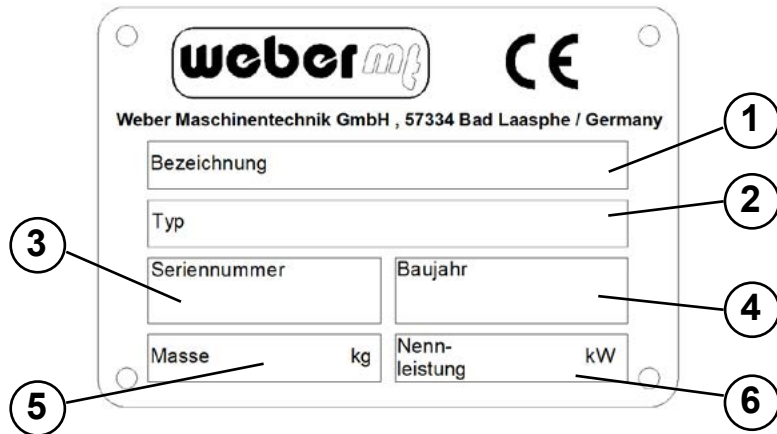 weber mt CE
Weber Maschinentechnik GmbH , 57334 Bad Laasphe / Germany
1
Bezeichnung
2
Typ
3
Seriennummer Baujahr
4
Masse kg Nenn-
leistung kW
5 6